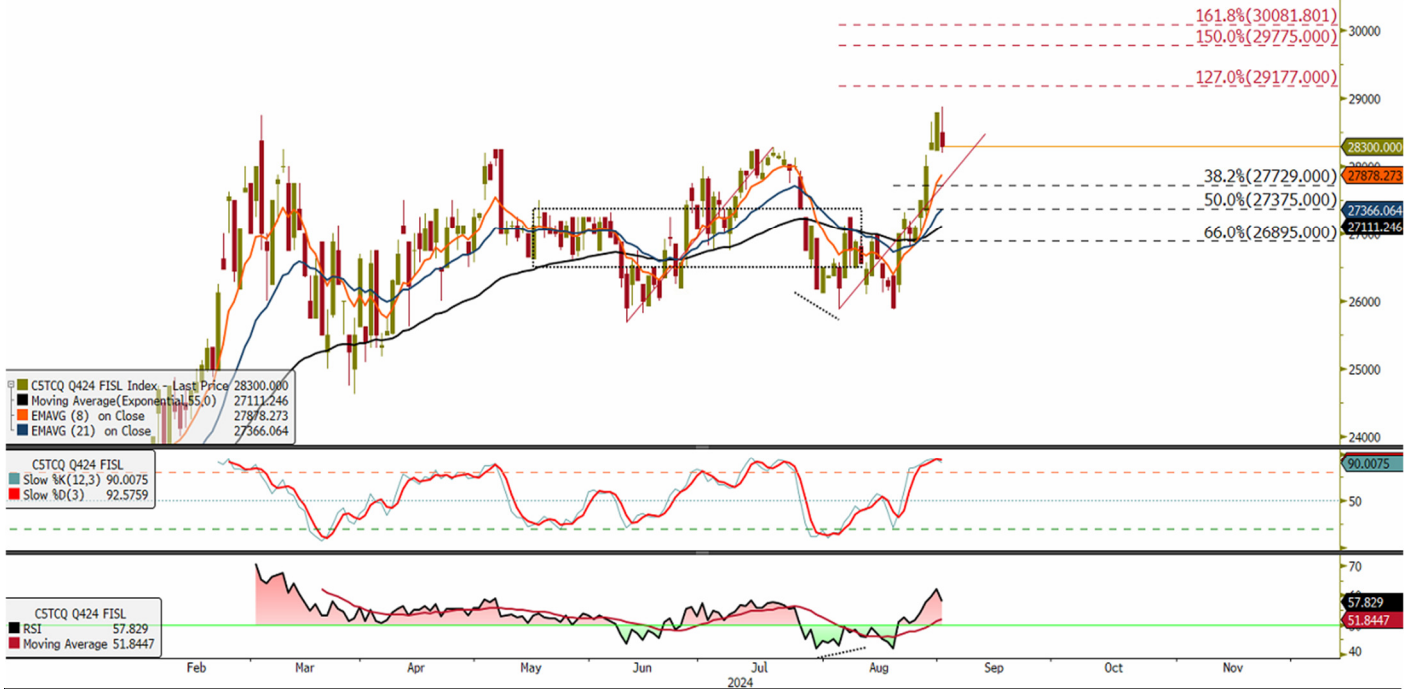 161.8%(30081.801)
30000
150.0%(29775.000)
127.0%(29177.000)
29000
28300.000
38.2%(27729.000)
27878.273
50.0%(27375.000)
27366.064
27111.246
66.0%(26895.000)
26000
25000
24000
C5TCQ Q424 FISL Index - Last Price 28300.000
Moving Average(Exponential,55,0) 27111.246
EMAVG (8) on Close 27878.273
EMAVG (21) on Close 27366.064
C5TCQ Q424 FISL
Slow %K(12,3) 90.0075
Slow %D(3) 92.5759
90.0075
50
C5TCQ Q424 FISL
RSI 57.829
Moving Average 51.8447
70
57.829
51.8447
40
Feb Mar Apr May Jun Jul Aug Sep Oct Nov
2024